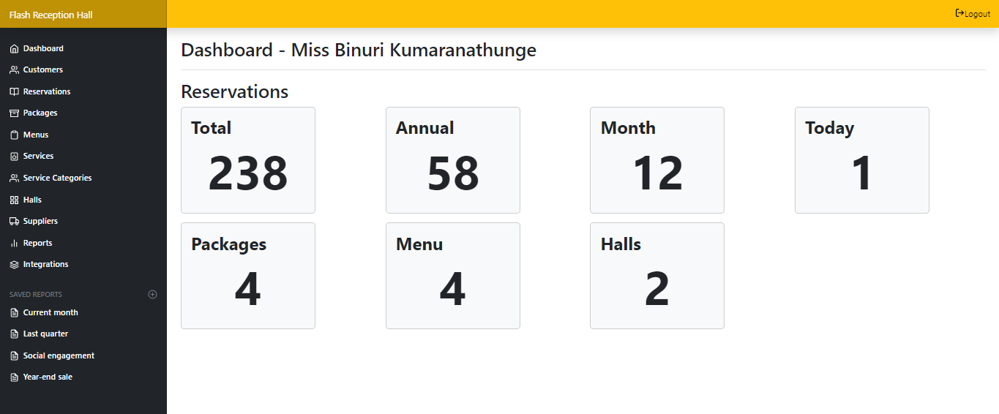 Flash Reception Hall
Logout
Dashboard
Customers
Reservations
Packages
Menus
Services
Service Categories
Halls
Suppliers
Reports
Integrations
SAVED REPORTS
Current month
Last quarter
Social engagement
Year-end sale
Dashboard - Miss Binuri Kumaranathunge
Reservations
Total
238
Annual
58
Month
12
Today
1
Packages
4
Menu
4
Halls
2